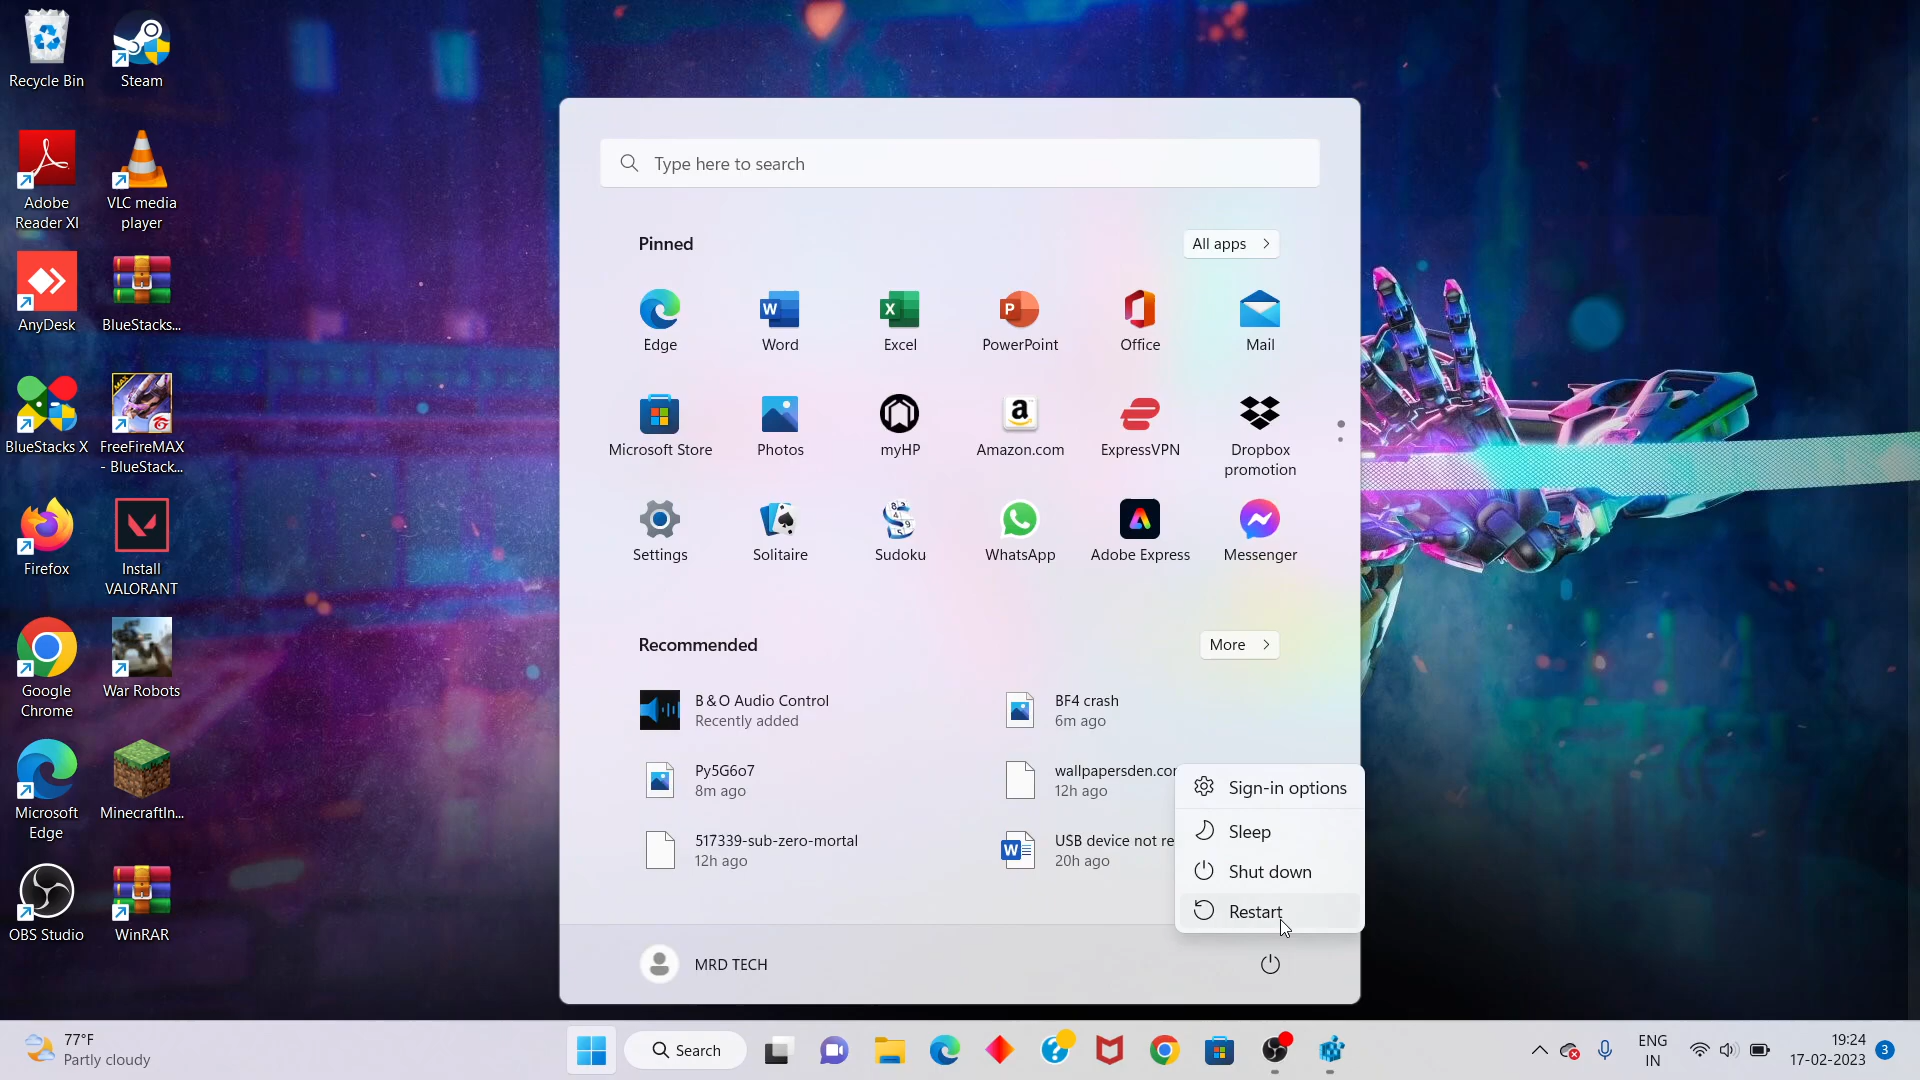 Recycle Bin
Steam
Adobe
Reader XI
VLC media
player
AnyDesk
BlueStacks...
BlueStacks X
FreeFireMAX
- BlueStack...
Firefox
Install
VALORANT
Google
Chrome
War Robots
Microsoft
Edge
MinecraftIn...
OBS Studio
WinRAR
Type here to search
Pinned
All apps
Edge
Word
Excel
PowerPoint
Office
Mail
Microsoft Store
Photos
myHP
Amazon.com
ExpressVPN
Dropbox
promotion
Settings
Solitaire
Sudoku
WhatsApp
Adobe Express
Messenger
Recommended
More
B&O Audio Control
Recently added
BF4 crash
6m ago
Py5G6o7
8m ago
wallpapersden.com
12h ago
517339-sub-zero-mortal
12h ago
USB device not re
20h ago
Sign-in options
Sleep
Shut down
Restart
MRD TECH
77°F
Partly cloudy
Search
ENG
IN
19:24
17-02-2023
3